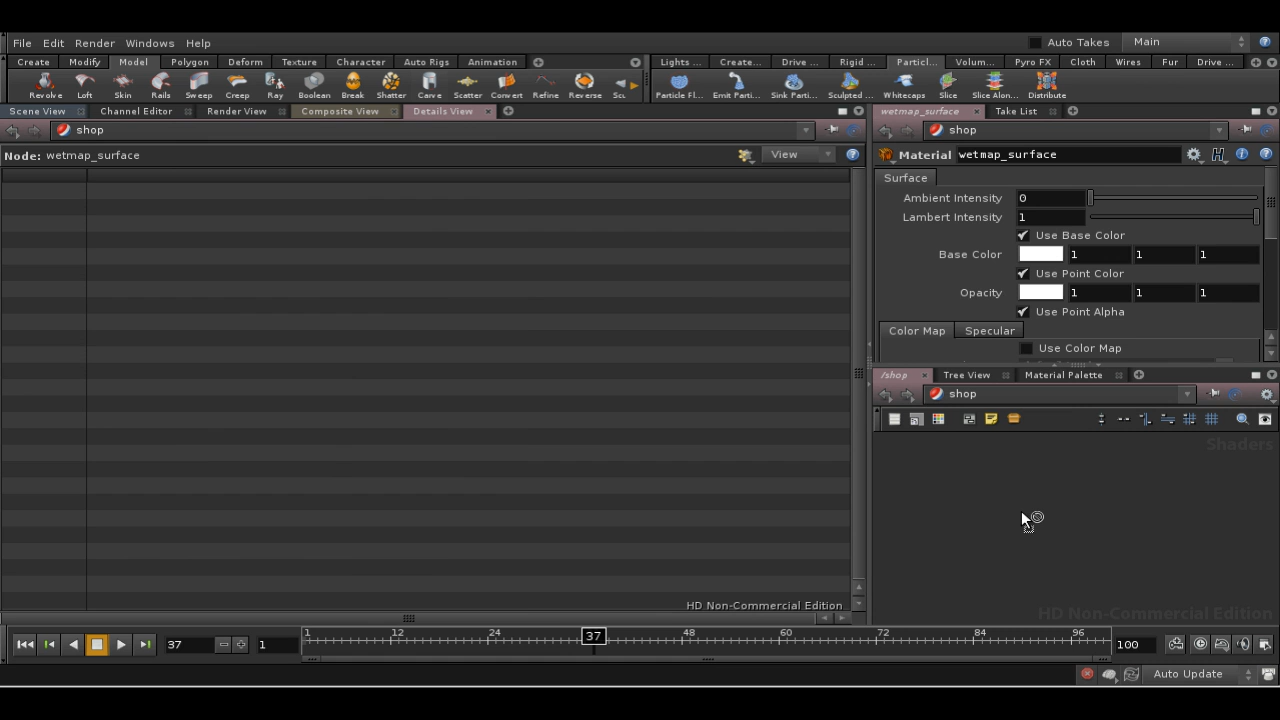 File Edit Render Windows Help Auto Takes Main
Create Modify Model Polygon Deform Texture Character Auto Rigs Animation Lights ... Create... Drive ... Rigid ... Particl... Volum... Pyro FX Cloth Wires Fur Drive ...
Revolve Loft Skin Rails Sweep Creep Ray Boolean Break Shatter Carve Scatter Convert Refine Reverse Particle Fl... Emit Parti... Sink Parti... Sculpted ... Whitecaps Slice Slice Alon... Distribute
Scene View Channel Editor Render View Composite View Details View wetmap_surface Take List
shop shop
Node: wetmap_surface View Material wetmap_surface
Surface
Ambient Intensity 0
Lambert Intensity 1
Use Base Color
Base Color 1 1 1
Use Point Color
Opacity 1 1 1
Use Point Alpha
Color Map Specular
Use Color Map
/shop Tree View Material Palette
shop
Shaders
HD Non-Commercial Edition HD Non-Commercial Edition
37 1 1 12 24 37 48 60 72 84 96 100
Auto Update